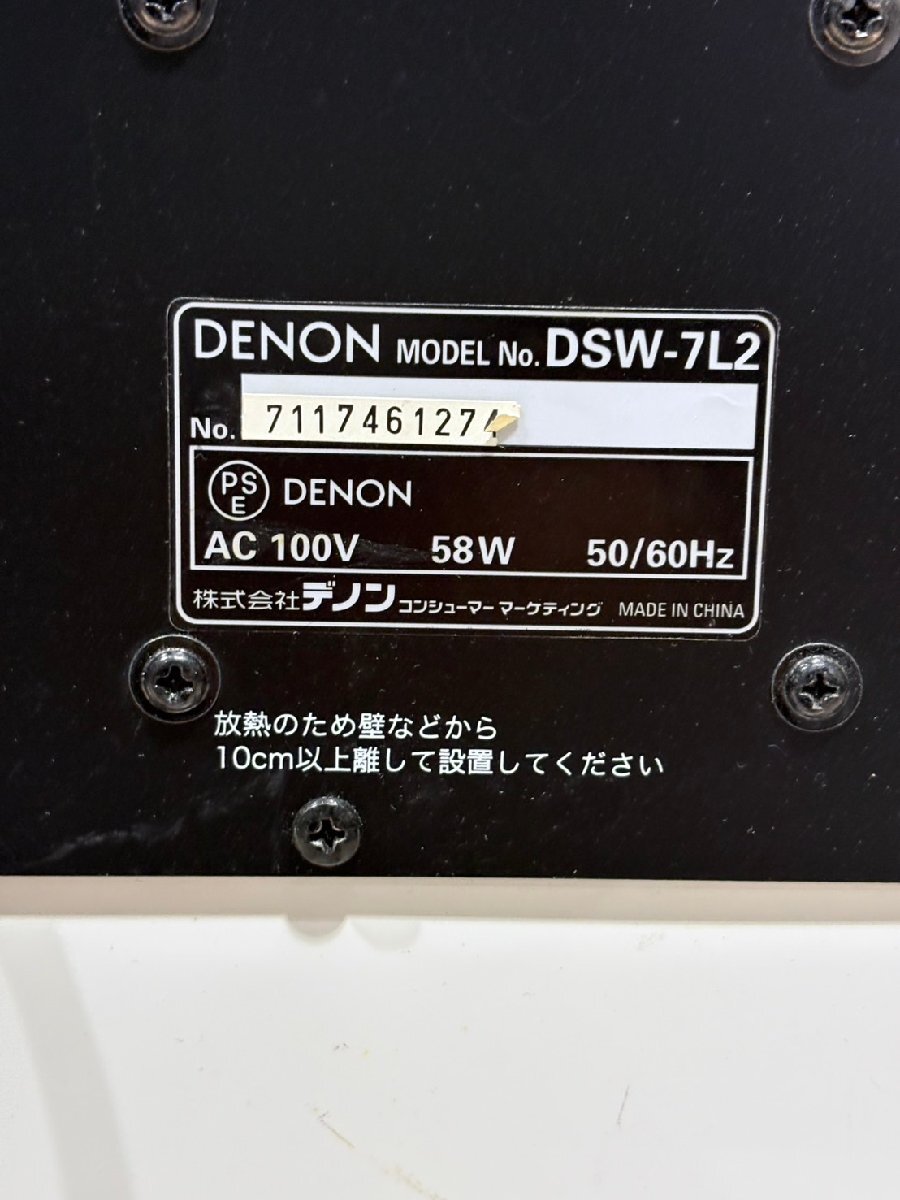 DENON MODEL No. DSW-7L2
No. 7117461274
PS E DENON
AC 100V 58W 50/60Hz
株式会社デノン コンシューマー マーケティング MADE IN CHINA
放熱のため壁などから
10cm以上離して設置してください